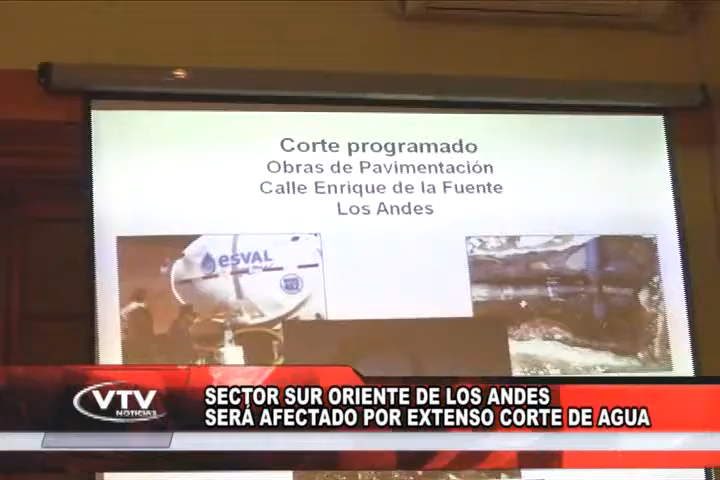 Corte programado
Obras de Pavimentación
Calle Enrique de la Fuente
Los Andes
esVAL
VTV
NOTICIAS
SECTOR SUR ORIENTE DE LOS ANDES
SERÁ AFECTADO POR EXTENSO CORTE DE AGUA